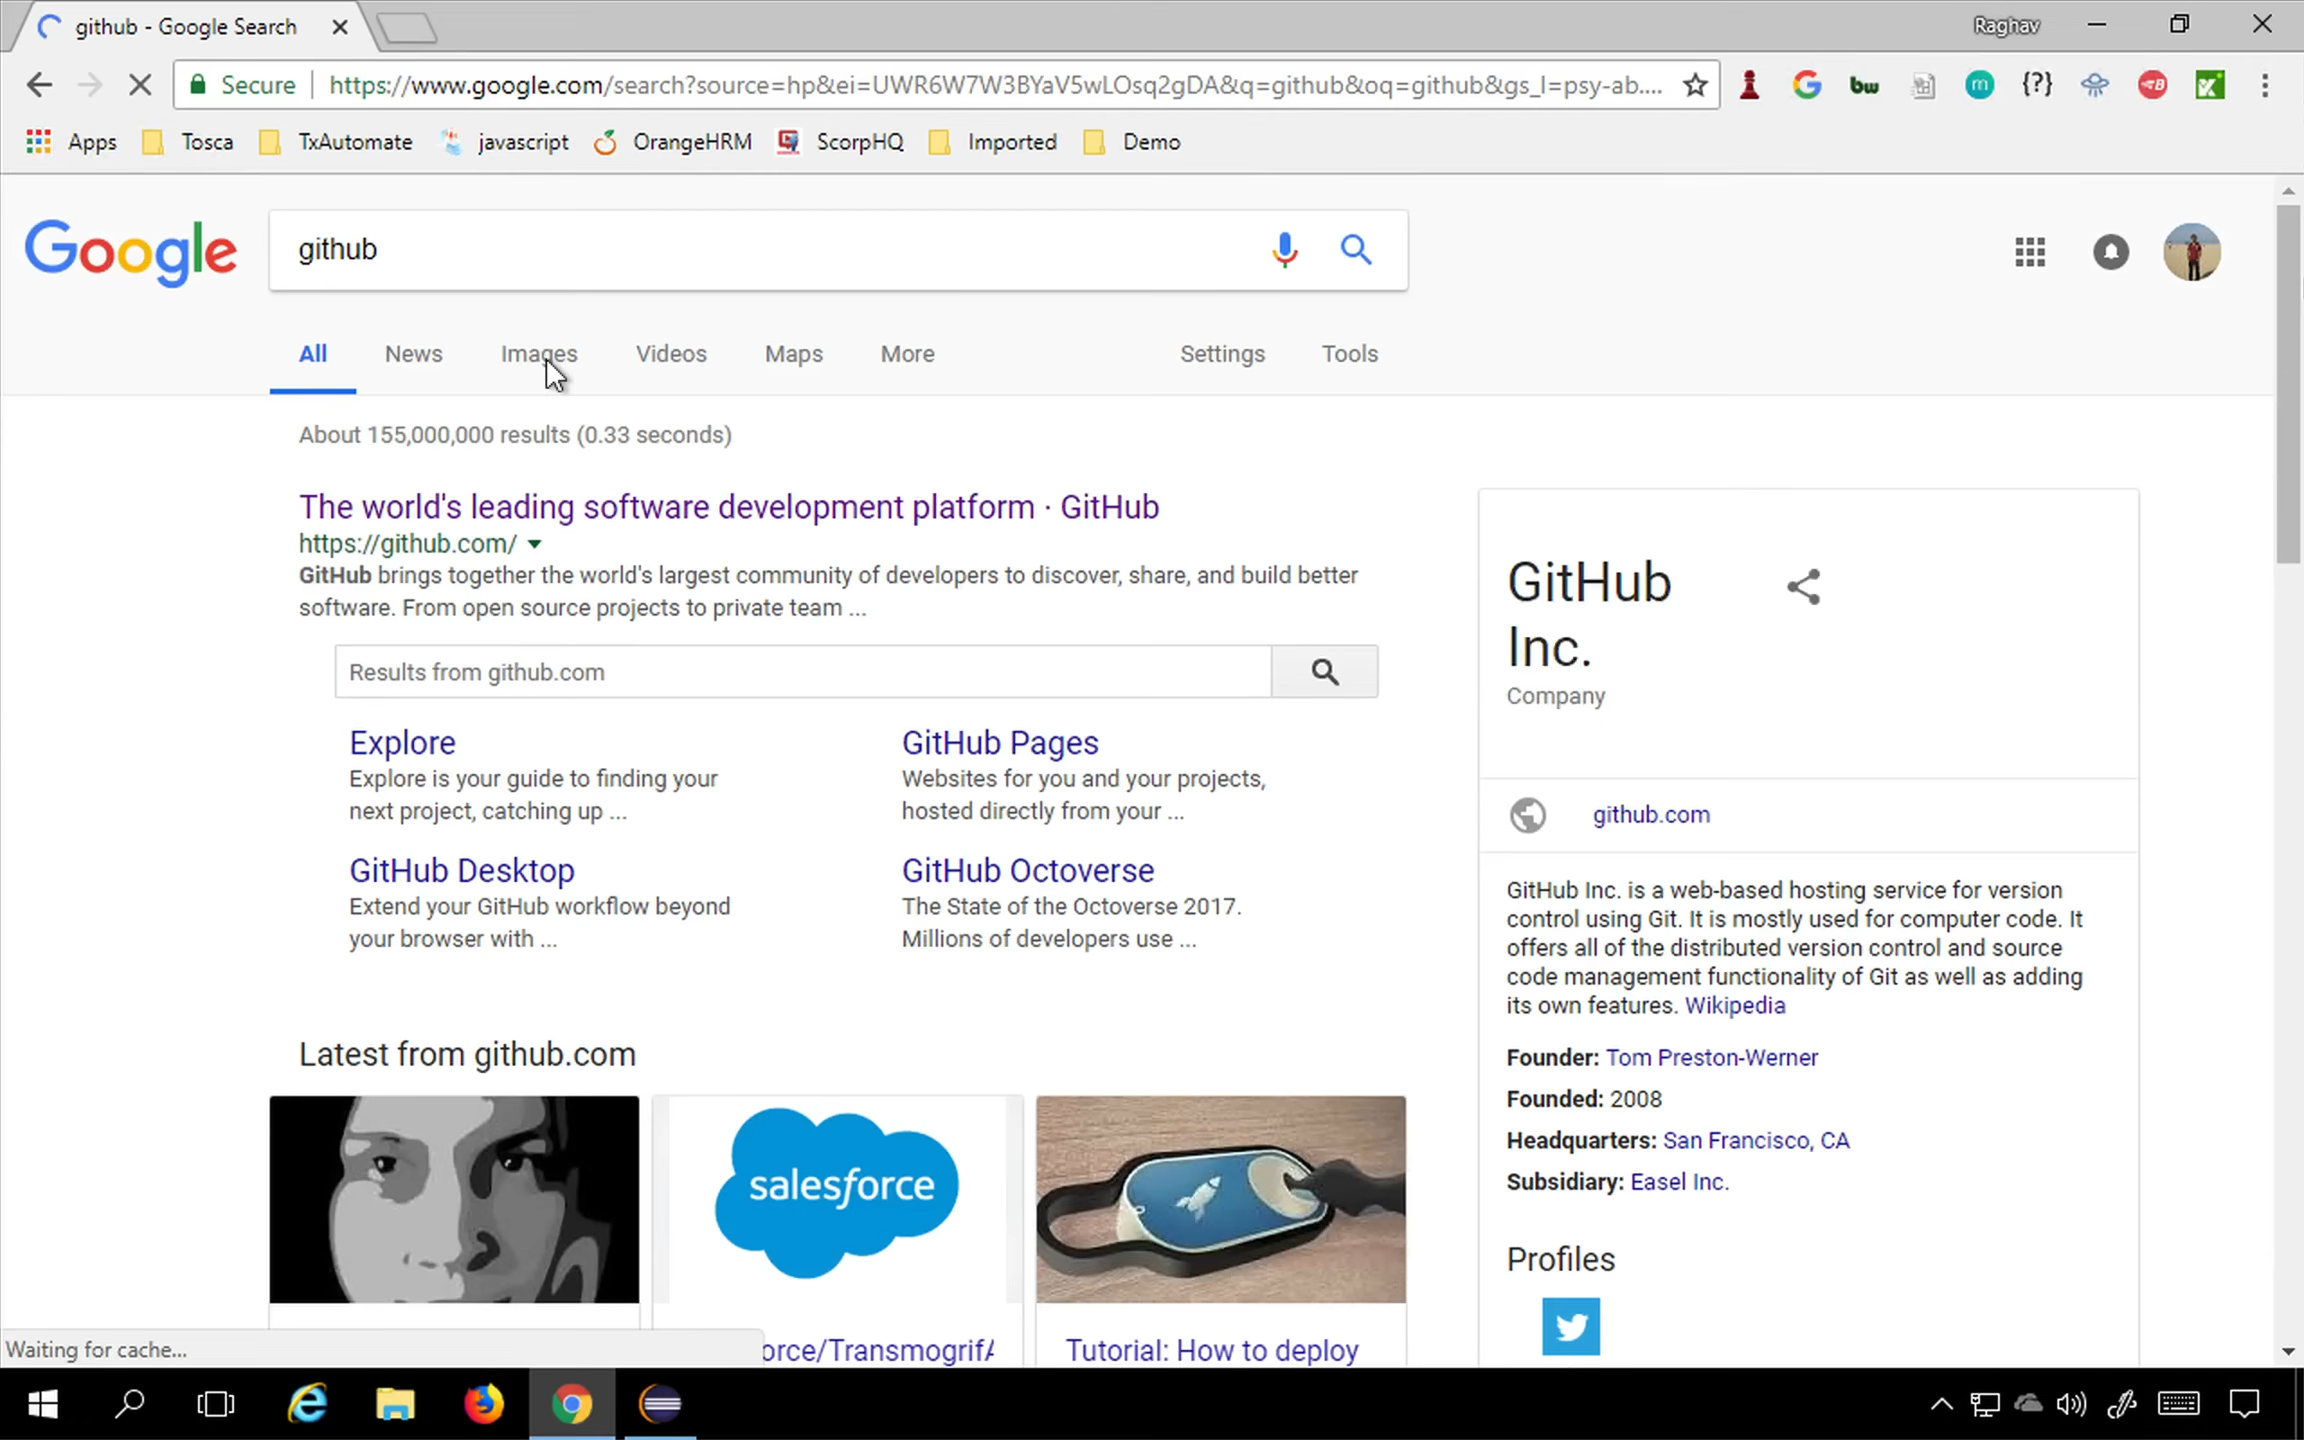 github - Google Search
Raghav
Secure
https://www.google.com/search?source=hp&ei=UWR6W7W3BYaV5wLOsq2gDA&q=github&oq=github&gs_l=psy-ab....
bw
m
{?}
B
Apps
Tosca
TxAutomate
javascript
OrangeHRM
ScorpHQ
Imported
Demo
Google
github
All
News
Images
Videos
Maps
More
Settings
Tools
About 155,000,000 results (0.33 seconds)
The world's leading software development platform · GitHub
https://github.com/
GitHub brings together the world's largest community of developers to discover, share, and build better
software. From open source projects to private team ...
Results from github.com
Explore
Explore is your guide to finding your
next project, catching up ...
GitHub Pages
Websites for you and your projects,
hosted directly from your ...
GitHub Desktop
Extend your GitHub workflow beyond
your browser with ...
GitHub Octoverse
The State of the Octoverse 2017.
Millions of developers use ...
Latest from github.com
salesforce
Tutorial: How to deploy
GitHub
Inc.
Company
github.com
GitHub Inc. is a web-based hosting service for version
control using Git. It is mostly used for computer code. It
offers all of the distributed version control and source
code management functionality of Git as well as adding
its own features. Wikipedia
Founder: Tom Preston-Werner
Founded: 2008
Headquarters: San Francisco, CA
Subsidiary: Easel Inc.
Profiles
Waiting for cache...